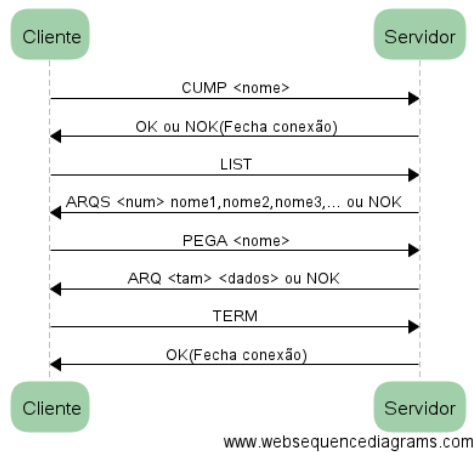 Cliente Servidor
CUMP <nome>
OK ou NOK(Fecha conexão)
LIST
ARQS <num> nome1,nome2,nome3,... ou NOK
PEGA <nome>
ARQ <tam> <dados> ou NOK
TERM
OK(Fecha conexão)
Cliente Servidor
www.websequencediagrams.com